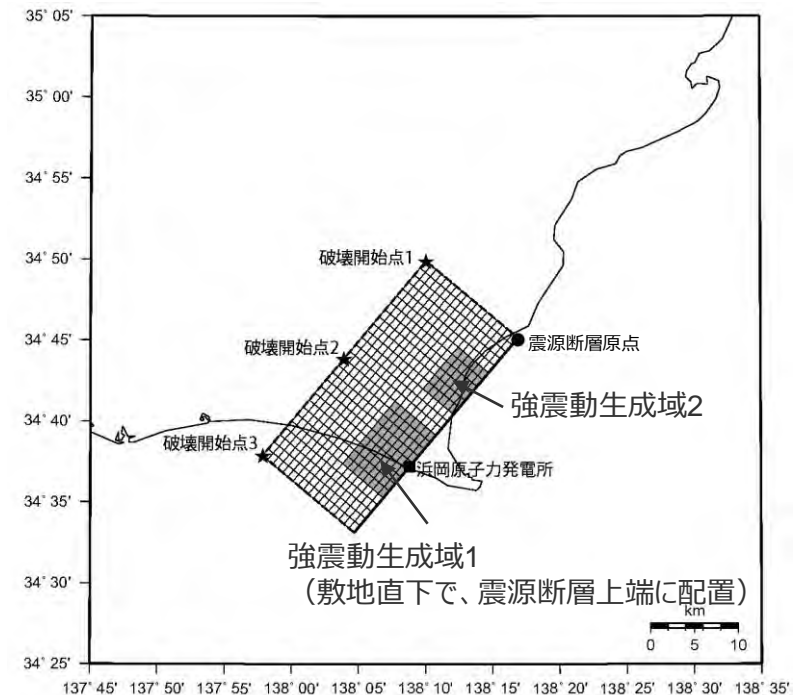 35° 05'
35° 00'
34° 55'
34° 50'
34° 45'
34° 40'
34° 35'
34° 30'
34° 25'
破壊開始点1
破壊開始点2
破壊開始点3
震源断層原点
強震動生成域2
浜岡原子力発電所
強震動生成域1
（敷地直下で、震源断層上端に配置）
km
0 5 10
137° 45' 137° 50' 137° 55' 138° 00' 138° 05' 138° 10' 138° 15' 138° 20' 138° 25' 138° 30' 138° 35'